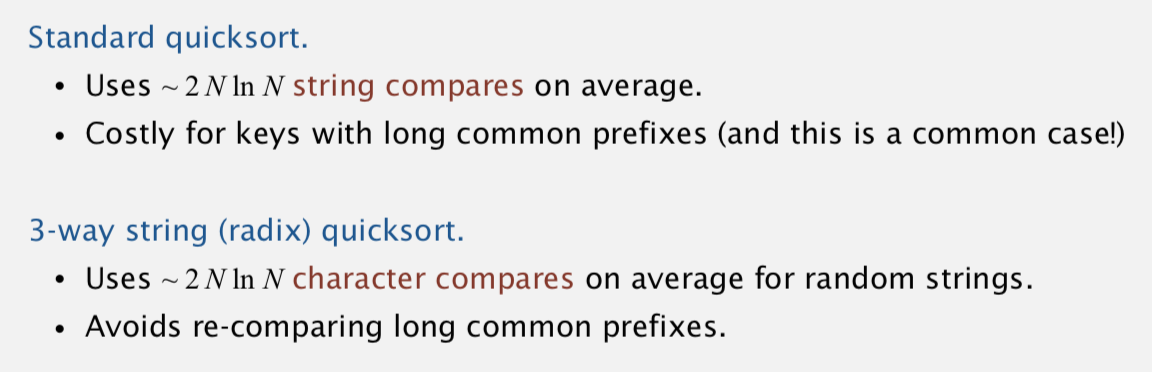 Standard quicksort.
• Uses ~ 2 N ln N string compares on average.
• Costly for keys with long common prefixes (and this is a common case!)
3-way string (radix) quicksort.
• Uses ~ 2 N ln N character compares on average for random strings.
• Avoids re-comparing long common prefixes.